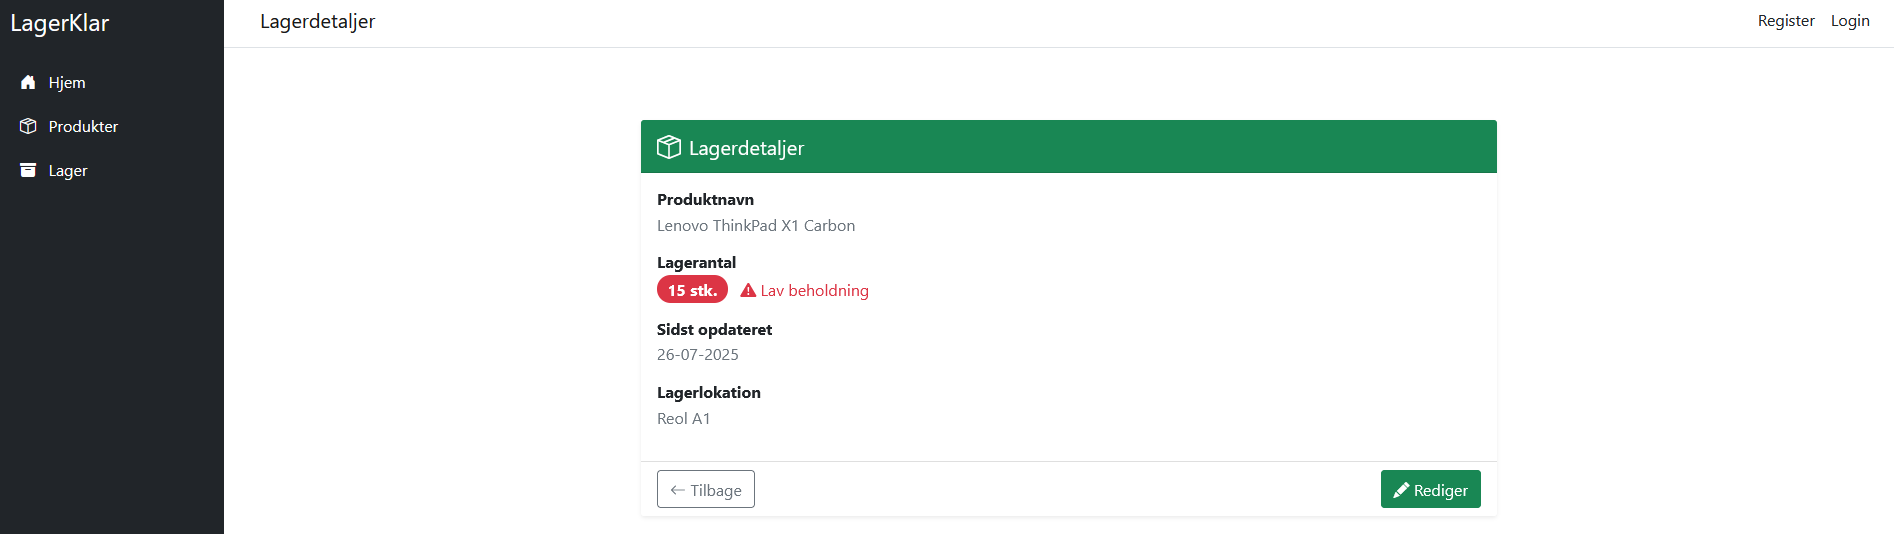 LagerKlar
Lagerdetaljer
Register Login
Hjem
Produkter
Lager
Lagerdetaljer
Produktnavn
Lenovo ThinkPad X1 Carbon
Lagerantal
15 stk. Lav beholdning
Sidst opdateret
26-07-2025
Lagerlokation
Reol A1
Tilbage
Rediger